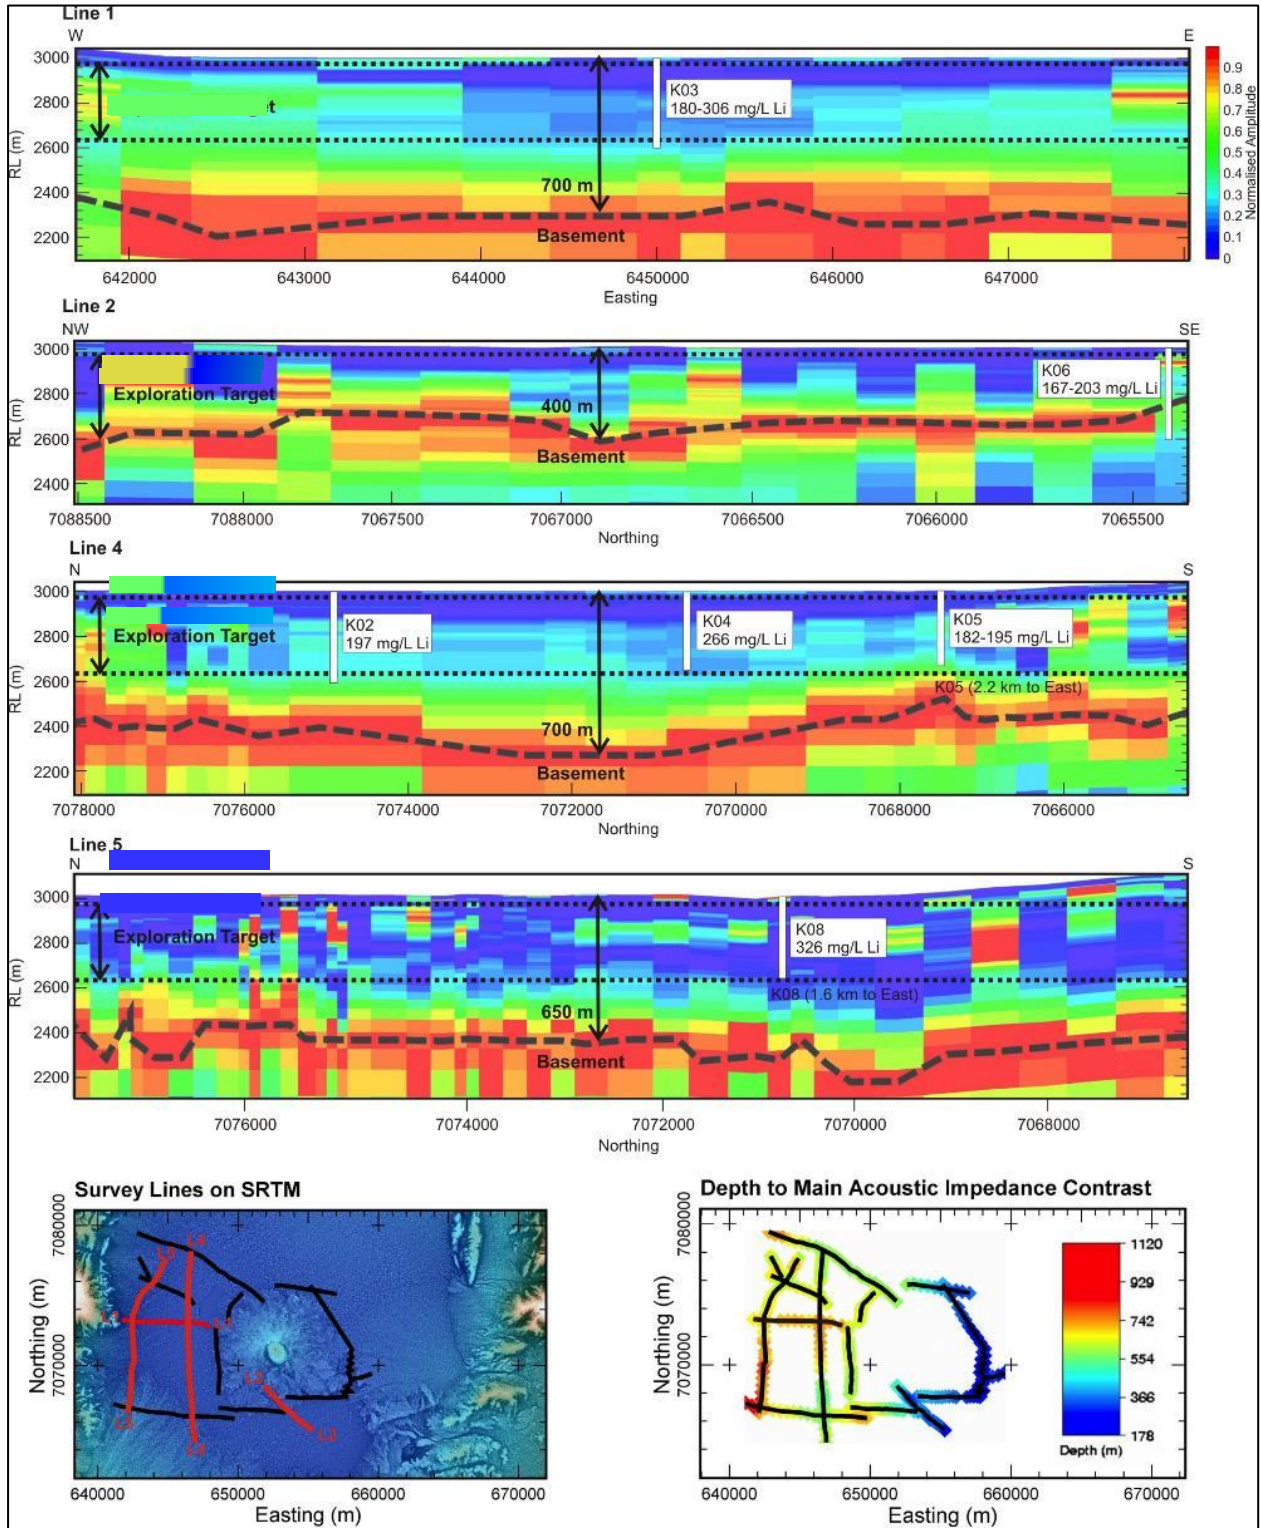 Line 1
W
E
3000
2800
2600
2400
2200
RL (m)
K03
180-306 mg/L Li
700 m
Basement
642000
643000
644000
6450000
646000
647000
Easting
0.9
0.8
0.7
0.6
0.5
0.4
0.3
0.2
0.1
0
Normalised Amplitude
Line 2
NW
SE
3000
2800
2600
2400
RL (m)
Exploration Target
400 m
Basement
K06
167-203 mg/L Li
7088500
7088000
7067500
7067000
7066500
7066000
7065500
Northing
Line 4
N
S
3000
2800
2600
2400
2200
RL (m)
Exploration Target
K02
197 mg/L Li
K04
266 mg/L Li
K05
182-195 mg/L Li
K05 (2.2 km to East)
700 m
Basement
7078000
7076000
7074000
7072000
7070000
7068000
7066000
Northing
Line 5
N
S
3000
2800
2600
2400
2200
RL (m)
Exploration Target
K08
326 mg/L Li
K08 (1.6 km to East)
650 m
Basement
7076000
7074000
7072000
7070000
7068000
Northing
Survey Lines on SRTM
7080000
7070000
Northing (m)
L4
L1
L2
L2
L4
640000
650000
660000
670000
Easting (m)
Depth to Main Acoustic Impedance Contrast
7080000
7070000
Northing (m)
1120
929
742
554
366
178
Depth (m)
640000
650000
660000
670000
Easting (m)